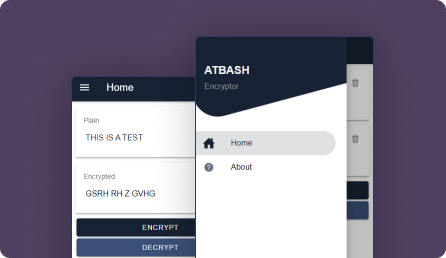 Home
Plain
THIS IS A TEST
Encrypted
GSRH RH Z GVHG
ENCRYPT
DECRYPT
ATBASH
Encryptor
Home
About